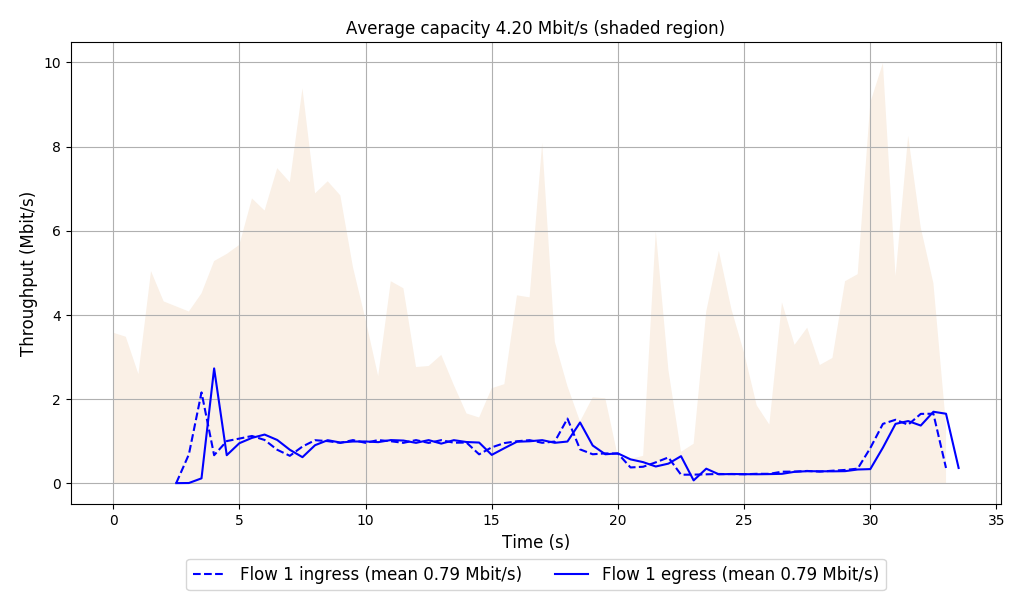 Average capacity 4.20 Mbit/s (shaded region)
10
8
6
4
2
0
Throughput (Mbit/s)
0 5 10 15 20 25 30 35
Time (s)
Flow 1 ingress (mean 0.79 Mbit/s) Flow 1 egress (mean 0.79 Mbit/s)